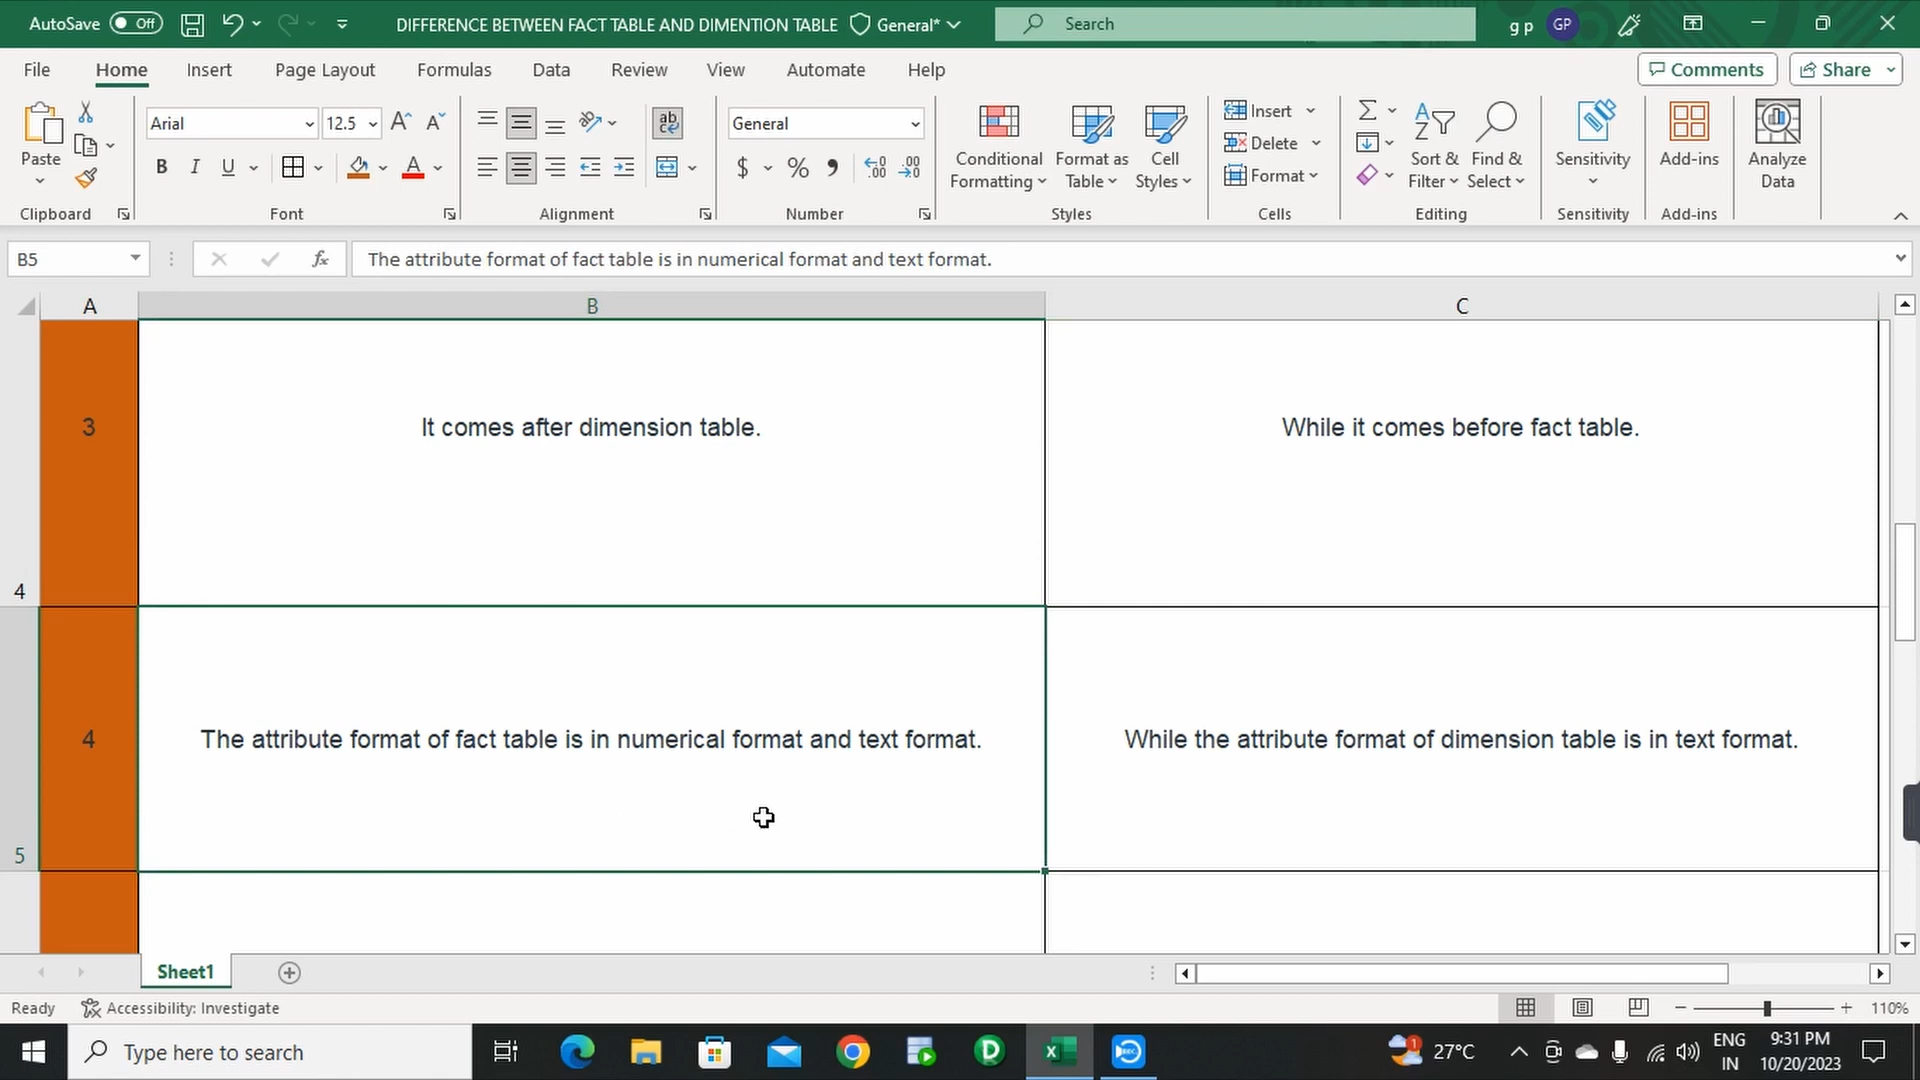 AutoSave Off DIFFERENCE BETWEEN FACT TABLE AND DIMENTION TABLE General* Search g p GP
File Home Insert Page Layout Formulas Data Review View Automate Help Comments Share
Paste Arial 12.5 A A ab General Conditional Formatting Format as Table Cell Styles Insert Delete Format Sort & Filter Find & Select Sensitivity Add-ins Analyze Data
B I U A $ % , .00 .00
Clipboard Font Alignment Number Styles Cells Editing Sensitivity Add-ins
B5 fx The attribute format of fact table is in numerical format and text format.
A B C
3 It comes after dimension table. While it comes before fact table.
4
4 The attribute format of fact table is in numerical format and text format. While the attribute format of dimension table is in text format.
5
Sheet1
Ready Accessibility: Investigate 110%
Type here to search 27°C ENG 9:31 PM
IN 10/20/2023